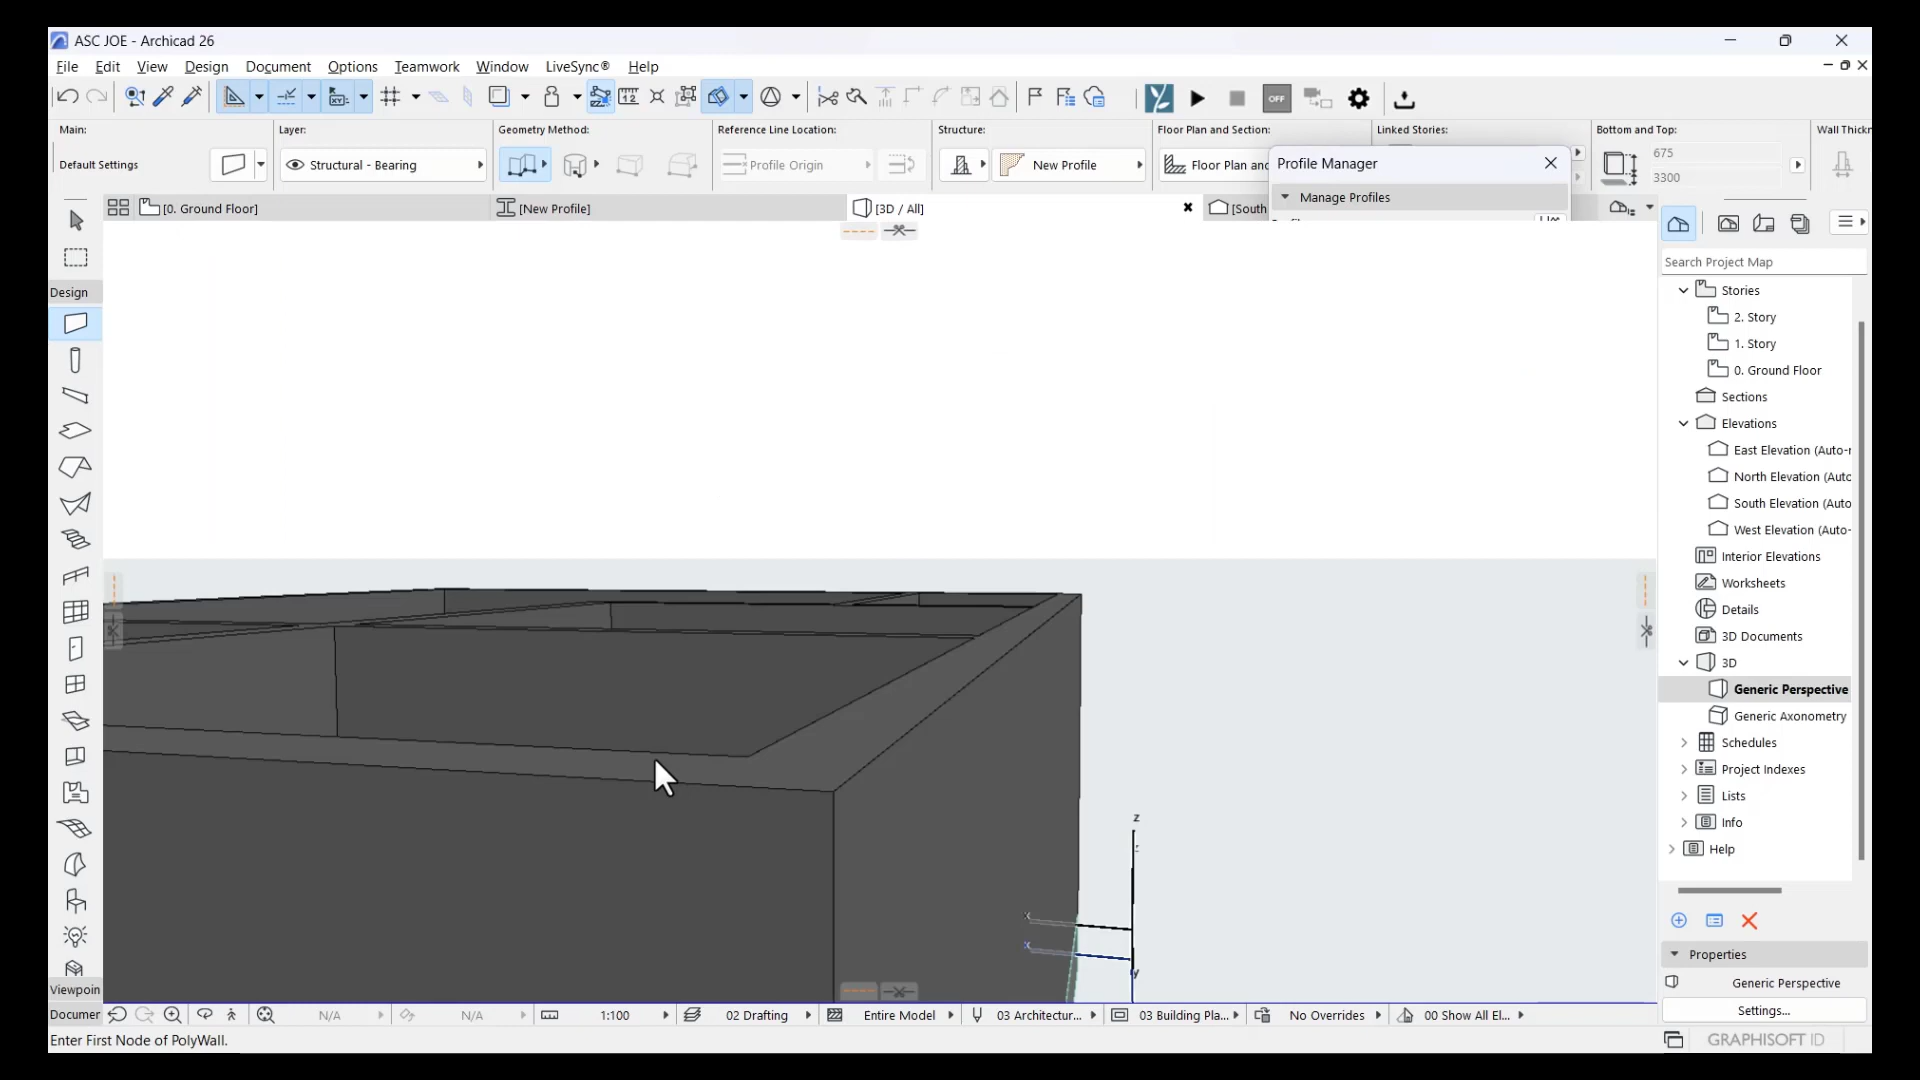 ASC JOE - Archicad 26
File Edit View Design Document Options Teamwork Window LiveSync® Help
OFF
Main: Layer: Geometry Method: Reference Line Location: Structure: Floor Plan and Section: Linked Stories: Bottom and Top: Wall Thickn
Default Settings Structural - Bearing Profile Origin New Profile Floor Plan and 675
3300
Profile Manager
Manage Profiles
[0. Ground Floor] [New Profile] [3D / All] [South
Design
Search Project Map
Stories
2. Story
1. Story
0. Ground Floor
Sections
Elevations
East Elevation (Auto-r
North Elevation (Autc
South Elevation (Autc
West Elevation (Auto-
Interior Elevations
Worksheets
Details
3D Documents
3D
Generic Perspective
Generic Axonometry
Schedules
Project Indexes
Lists
Info
Help
z
x
x
y
Properties
Generic Perspective
Settings...
Viewpoin
Documer N/A N/A 1:100 02 Drafting Entire Model 03 Architectur... 03 Building Pla... No Overrides 00 Show All El...
Enter First Node of PolyWall.
GRAPHISOFT ID